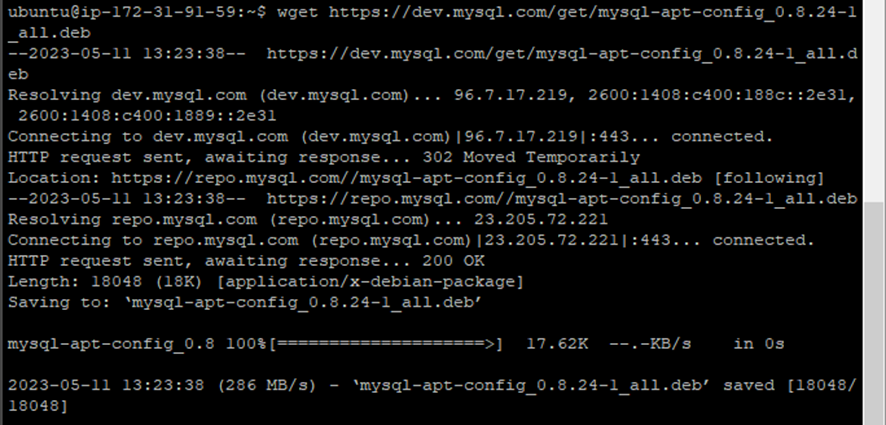 ubuntu@ip-172-31-91-59:~$ wget https://dev.mysql.com/get/mysql-apt-config_0.8.24-1
_all.deb
--2023-05-11 13:23:38--  https://dev.mysql.com/get/mysql-apt-config_0.8.24-1_all.d
eb
Resolving dev.mysql.com (dev.mysql.com)... 96.7.17.219, 2600:1408:c400:188c::2e31,
 2600:1408:c400:1889::2e31
Connecting to dev.mysql.com (dev.mysql.com)|96.7.17.219|:443... connected.
HTTP request sent, awaiting response... 302 Moved Temporarily
Location: https://repo.mysql.com//mysql-apt-config_0.8.24-1_all.deb [following]
--2023-05-11 13:23:38--  https://repo.mysql.com//mysql-apt-config_0.8.24-1_all.deb
Resolving repo.mysql.com (repo.mysql.com)... 23.205.72.221
Connecting to repo.mysql.com (repo.mysql.com)|23.205.72.221|:443... connected.
HTTP request sent, awaiting response... 200 OK
Length: 18048 (18K) [application/x-debian-package]
Saving to: ‘mysql-apt-config_0.8.24-1_all.deb’
mysql-apt-config_0.8 100%[=====================>]  17.62K  --.-KB/s    in 0s
2023-05-11 13:23:38 (286 MB/s) - ‘mysql-apt-config_0.8.24-1_all.deb’ saved [18048/
18048]